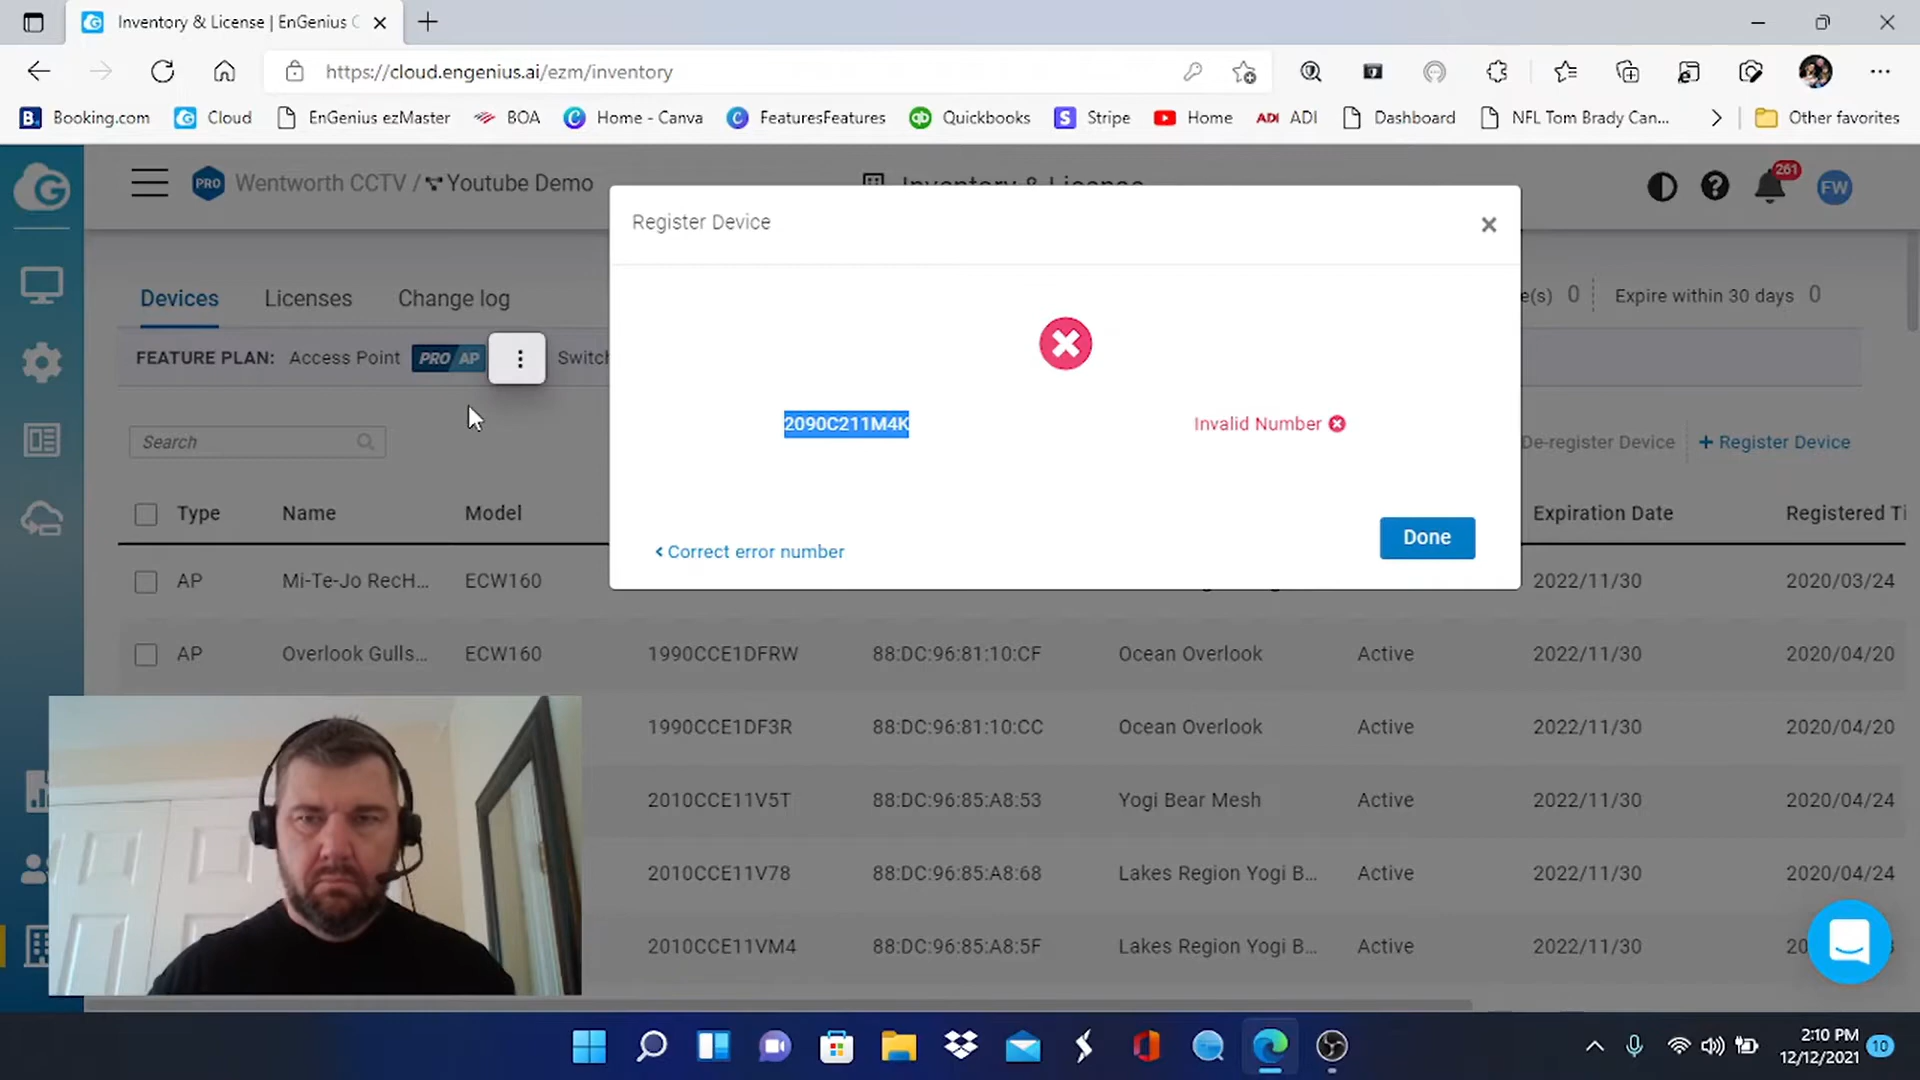 Inventory & License | EnGenius C
https://cloud.engenius.ai/ezm/inventory
Booking.com Cloud EnGenius ezMaster BOA Home - Canva FeaturesFeatures Quickbooks Stripe Home ADI ADI Dashboard NFL Tom Brady Can... Other favorites
PRO Wentworth CCTV / Youtube Demo Inventory & License 261 FW
Register Device
Devices Licenses Change log e(s) 0 Expire within 30 days 0
FEATURE PLAN: Access Point PRO AP Switch
2090C211M4K Invalid Number
Search De-register Device + Register Device
Type Name Model Expiration Date Registered Ti
Correct error number Done
AP Mi-Te-Jo RecH... ECW160 2022/11/30 2020/03/24
AP Overlook Gulls... ECW160 1990CCE1DFRW 88:DC:96:81:10:CF Ocean Overlook Active 2022/11/30 2020/04/20
1990CCE1DF3R 88:DC:96:81:10:CC Ocean Overlook Active 2022/11/30 2020/04/20
2010CCE11V5T 88:DC:96:85:A8:53 Yogi Bear Mesh Active 2022/11/30 2020/04/24
2010CCE11V78 88:DC:96:85:A8:68 Lakes Region Yogi B... Active 2022/11/30 2020/04/24
2010CCE11VM4 88:DC:96:85:A8:5F Lakes Region Yogi B... Active 2022/11/30
2:10 PM
12/12/2021 10